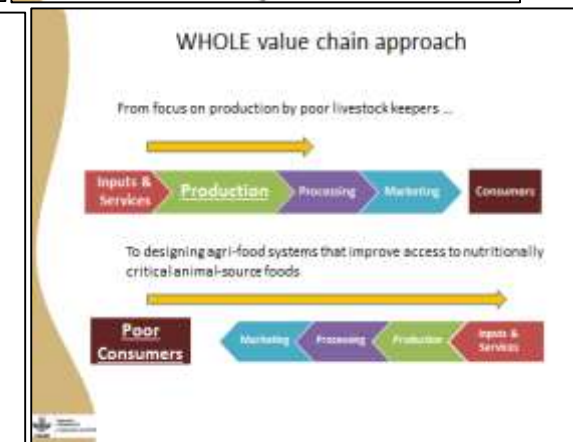 WHOLE value chain approach
From focus on production by poor livestock keepers ...
Inputs &
Services
Production
Processing
Marketing
Consumers
To designing agri-food systems that improve access to nutritionally
critical animal-source foods
Poor
Consumers
Marketing
Processing
Production
Inputs &
Services